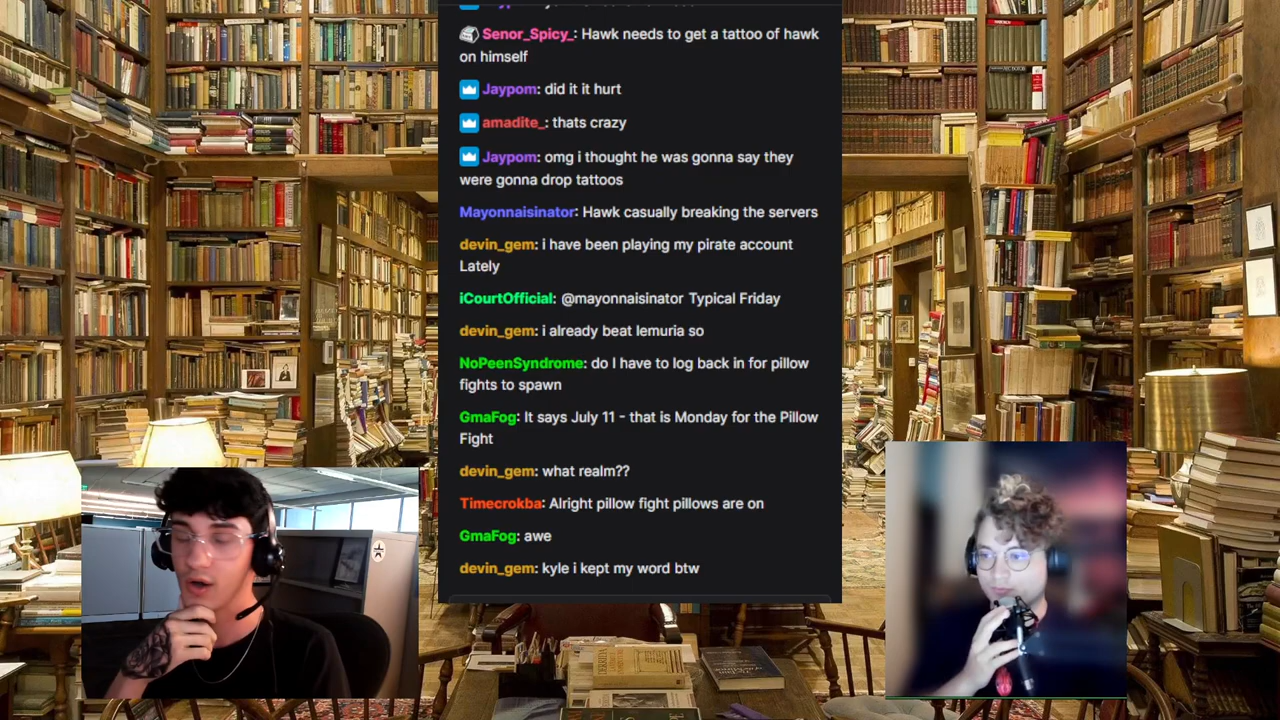 Senor_Spicy_: Hawk needs to get a tattoo of hawk
on himself
Jaypom: did it it hurt
amadite_: thats crazy
Jaypom: omg i thought he was gonna say they
were gonna drop tattoos
Mayonnaisinator: Hawk casually breaking the servers
devin_gem: i have been playing my pirate account
Lately
iCourtOfficial: @mayonnaisinator Typical Friday
devin_gem: i already beat lemuria so
NoPeenSyndrome: do I have to log back in for pillow
fights to spawn
GmaFog: It says July 11 - that is Monday for the Pillow
Fight
devin_gem: what realm??
Timecrokba: Alright pillow fight pillows are on
GmaFog: awe
devin_gem: kyle i kept my word btw